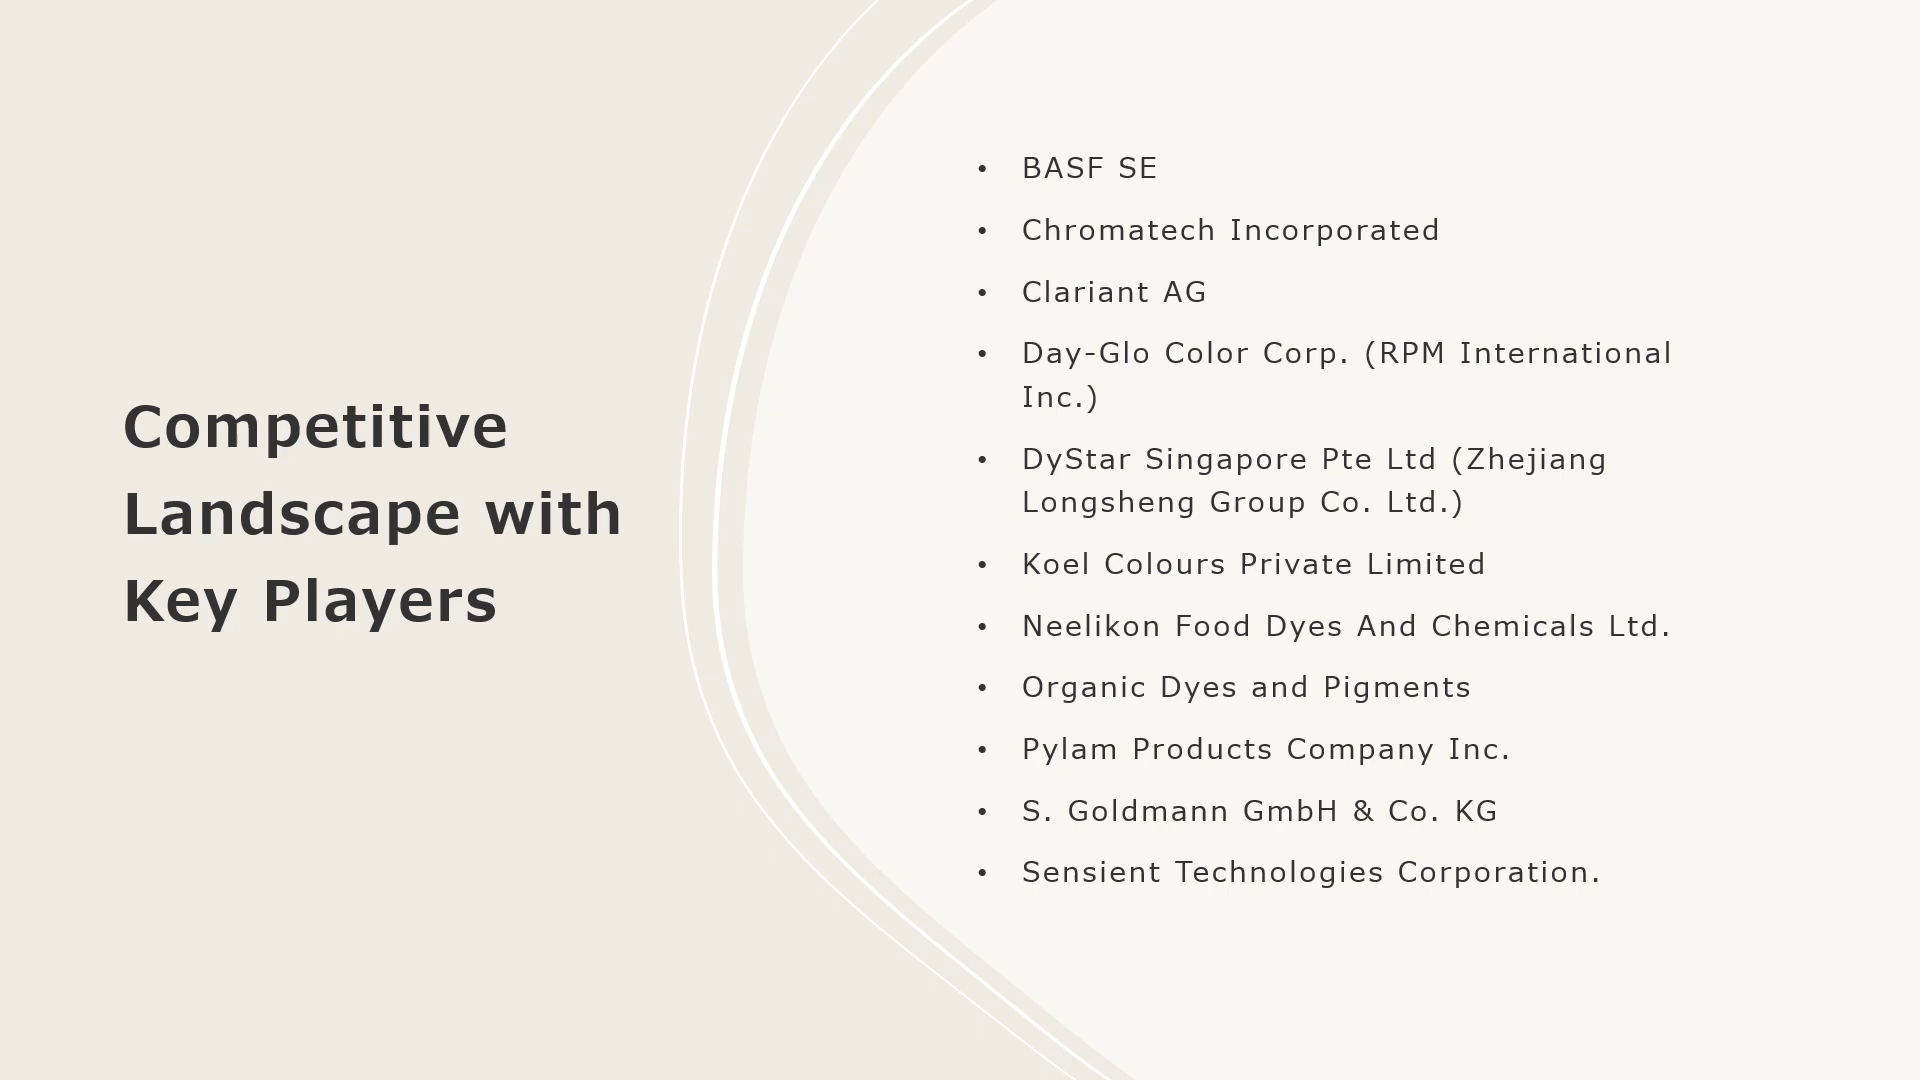 Competitive
Landscape with
Key Players
• BASF SE
• Chromatech Incorporated
• Clariant AG
• Day-Glo Color Corp. (RPM International
Inc.)
• DyStar Singapore Pte Ltd (Zhejiang
Longsheng Group Co. Ltd.)
• Koel Colours Private Limited
• Neelikon Food Dyes And Chemicals Ltd.
• Organic Dyes and Pigments
• Pylam Products Company Inc.
• S. Goldmann GmbH & Co. KG
• Sensient Technologies Corporation.